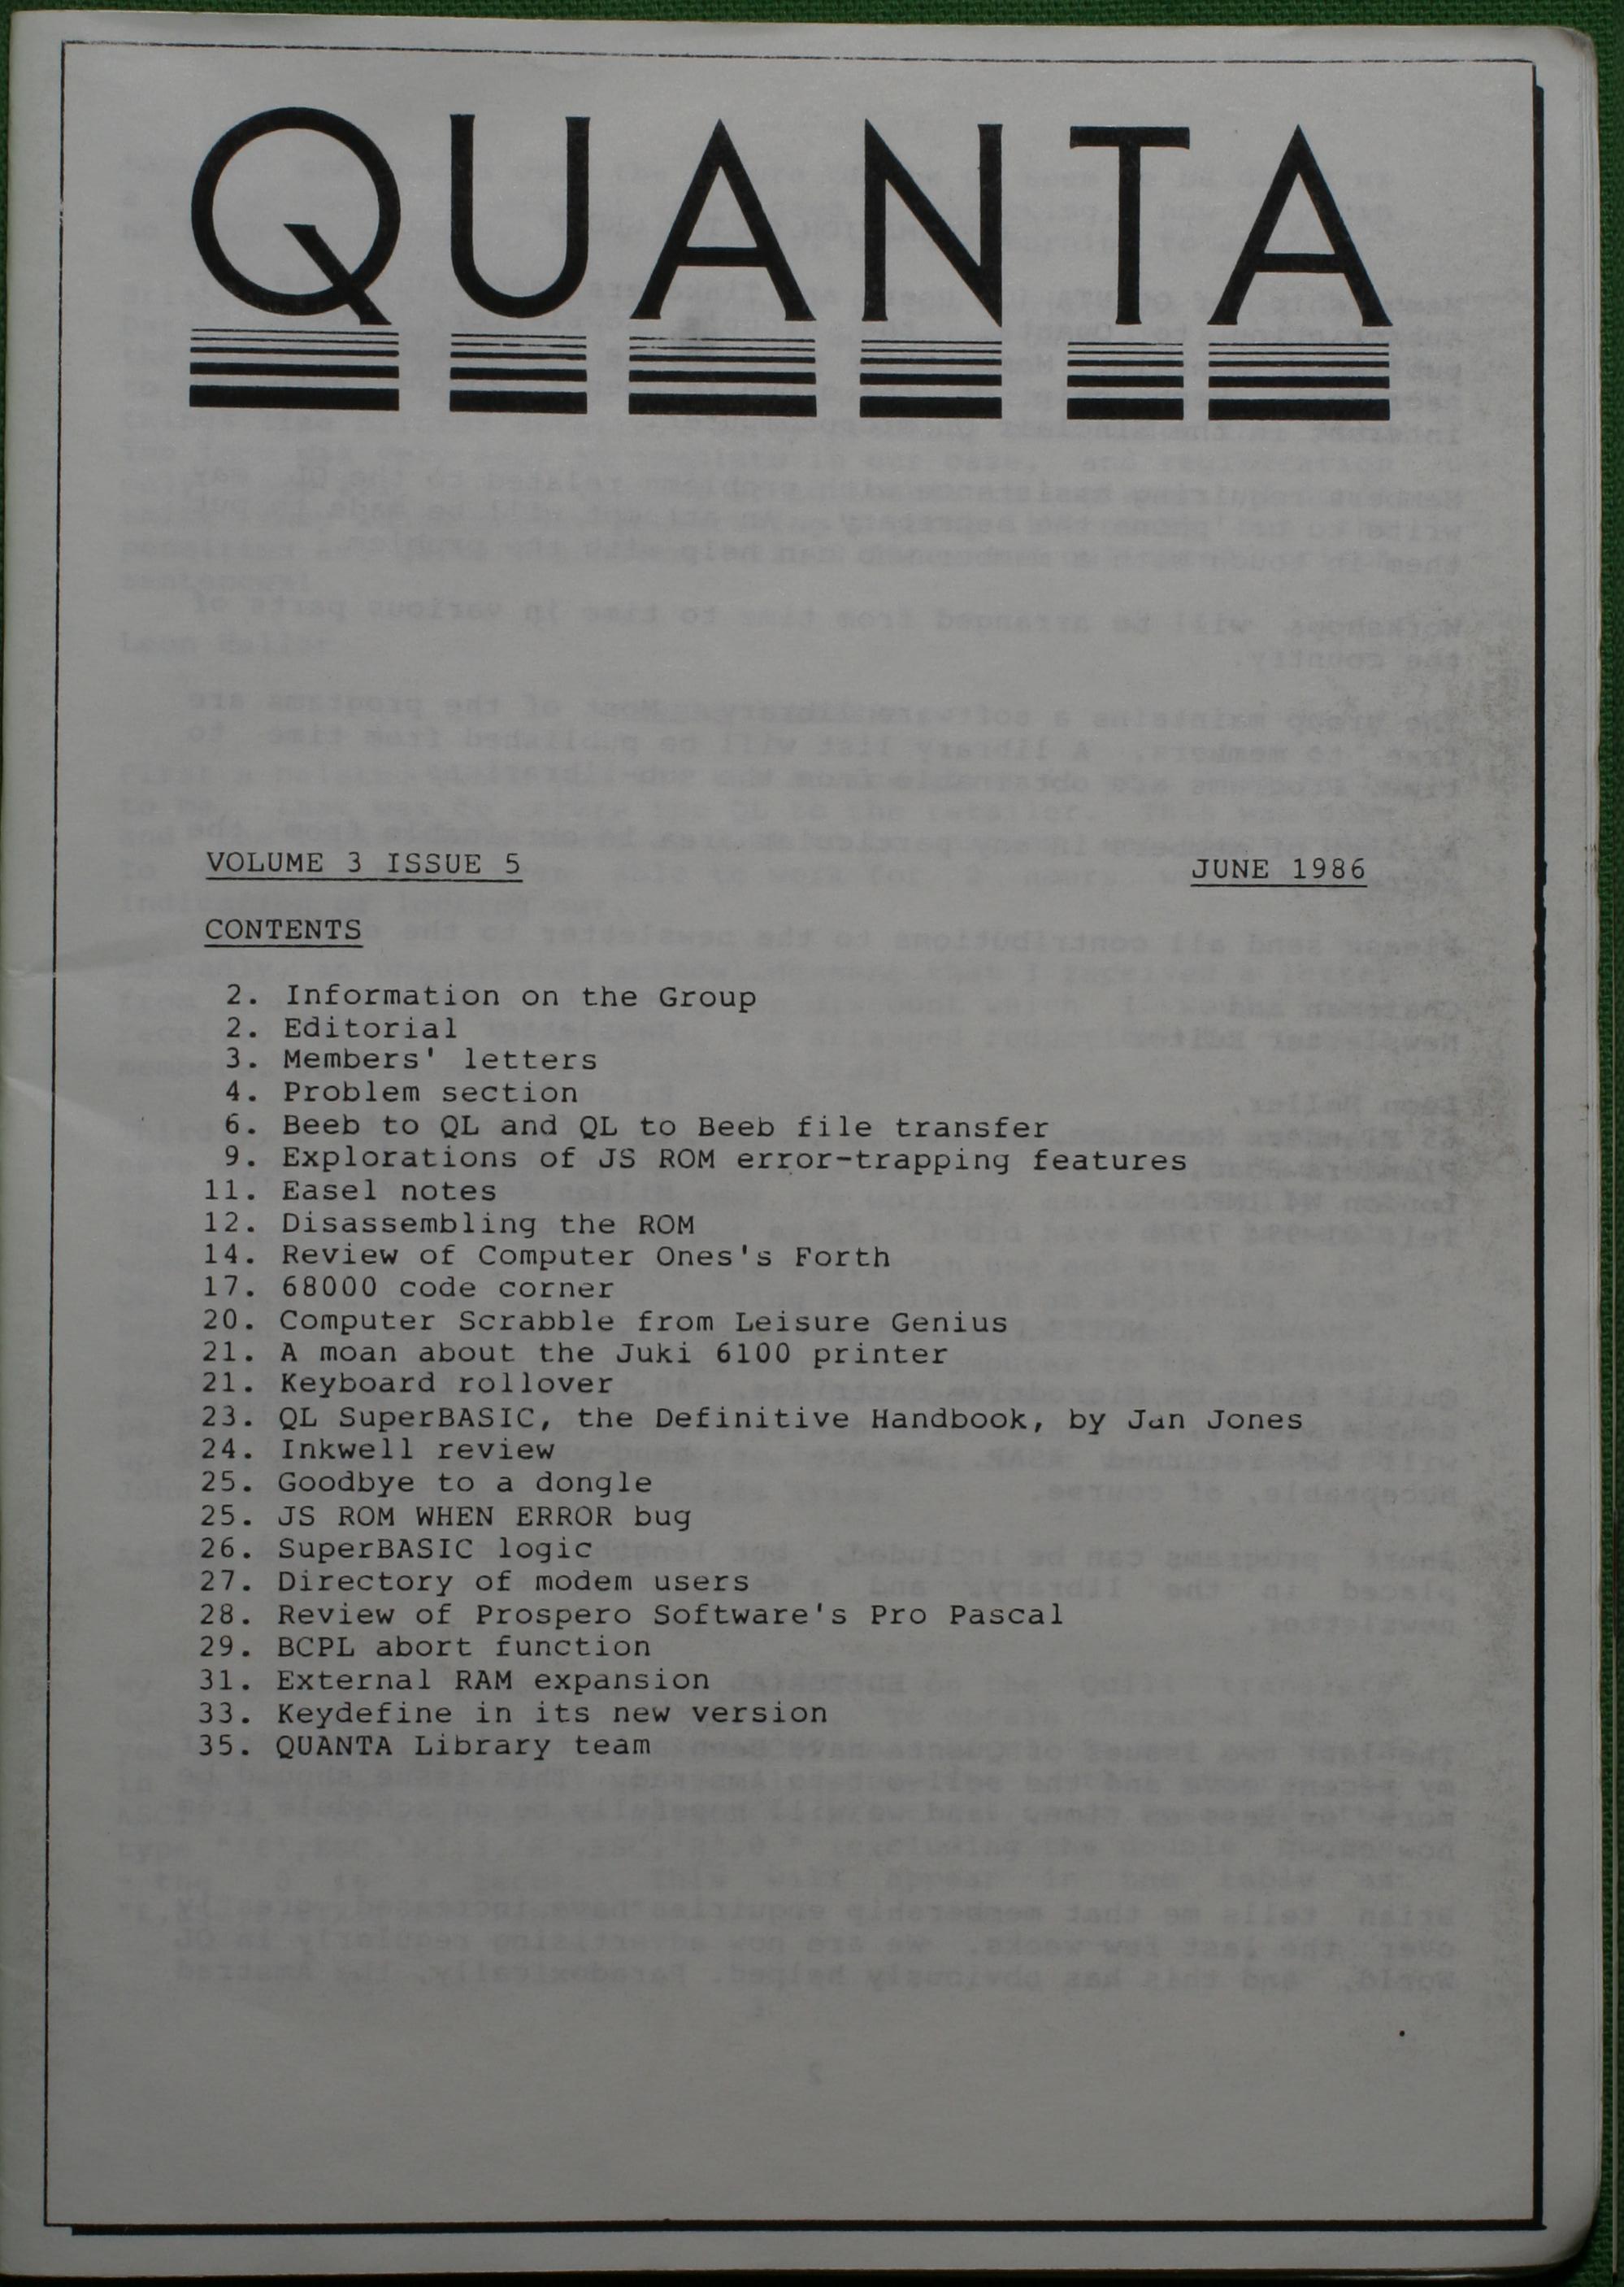 QUANTA
VOLUME 3 ISSUE 5 JUNE 1986
CONTENTS
2. Information on the Group
2. Editorial
3. Members' letters
4. Problem section
6. Beeb to QL and QL to Beeb file transfer
9. Explorations of JS ROM error-trapping features
11. Easel notes
12. Disassembling the ROM
14. Review of Computer Ones's Forth
17. 68000 code corner
20. Computer Scrabble from Leisure Genius
21. A moan about the Juki 6100 printer
21. Keyboard rollover
23. QL SuperBASIC, the Definitive Handbook, by Jan Jones
24. Inkwell review
25. Goodbye to a dongle
25. JS ROM WHEN ERROR bug
26. SuperBASIC logic
27. Directory of modem users
28. Review of Prospero Software's Pro Pascal
29. BCPL abort function
31. External RAM expansion
33. Keydefine in its new version
35. QUANTA Library team